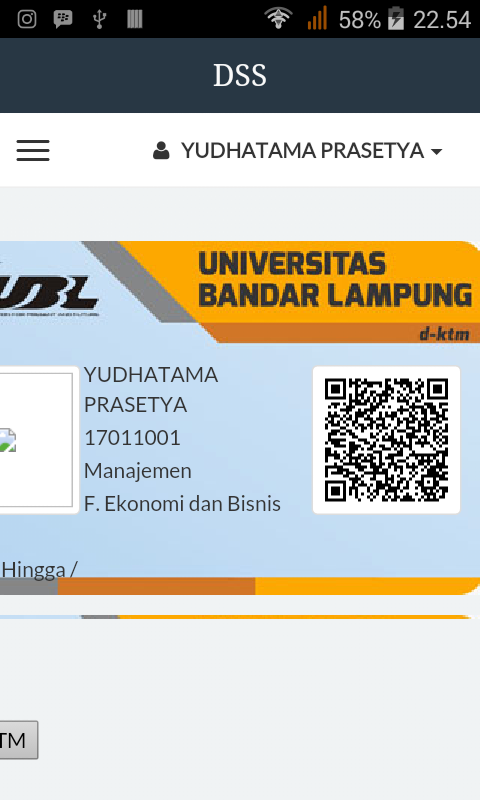 58% 22.54
DSS
YUDHATAMA PRASETYA
UBL
UNIVERSITAS
BANDAR LAMPUNG
d-ktm
YUDHATAMA
PRASETYA
17011001
Manajemen
F. Ekonomi dan Bisnis
Hingga /
TM